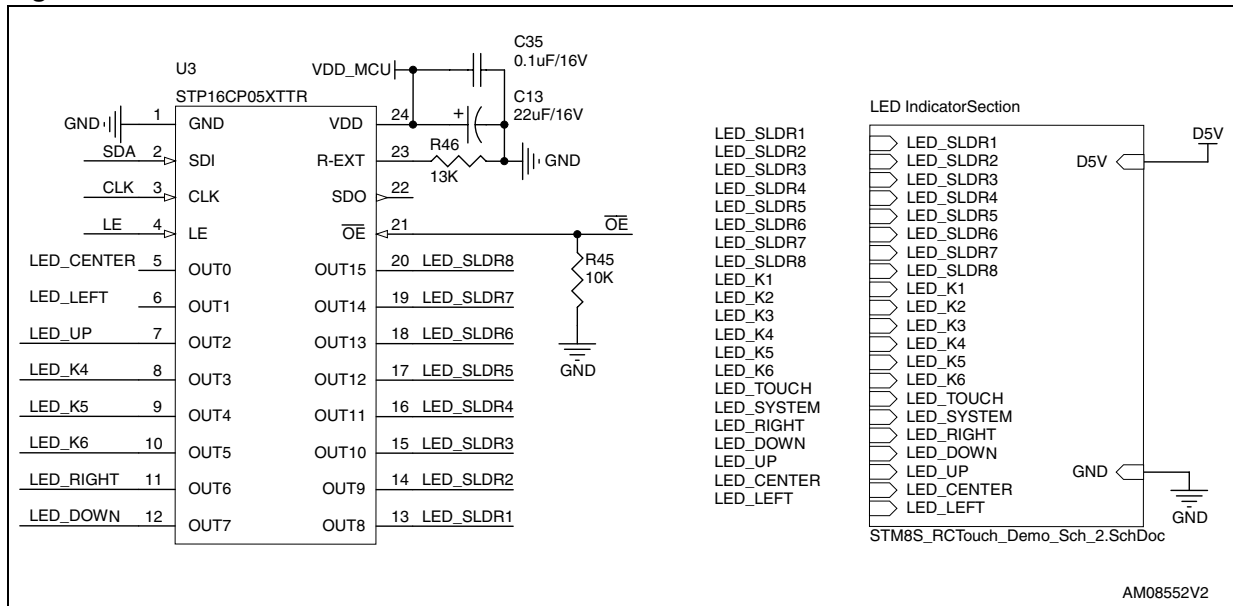 C35
0.1uF/16V
U3
VDD_MCU
STP16CP05XTTR
C13
22uF/16V
GND 1 GND VDD 24 +
SDA 2 SDI R-EXT 23 R46 13K GND
CLK 3 CLK SDO 22
LE 4 LE OE 21 OE
LED_CENTER 5 OUT0 OUT15 20 LED_SLDR8
R45
10K
LED_LEFT 6 OUT1 OUT14 19 LED_SLDR7
LED_UP 7 OUT2 OUT13 18 LED_SLDR6
GND
LED_K4 8 OUT3 OUT12 17 LED_SLDR5
LED_K5 9 OUT4 OUT11 16 LED_SLDR4
LED_K6 10 OUT5 OUT10 15 LED_SLDR3
LED_RIGHT 11 OUT6 OUT9 14 LED_SLDR2
LED_DOWN 12 OUT7 OUT8 13 LED_SLDR1
LED IndicatorSection
LED_SLDR1 LED_SLDR1
LED_SLDR2 LED_SLDR2 D5V D5V
LED_SLDR3 LED_SLDR3
LED_SLDR4 LED_SLDR4
LED_SLDR5 LED_SLDR5
LED_SLDR6 LED_SLDR6
LED_SLDR7 LED_SLDR7
LED_SLDR8 LED_SLDR8
LED_K1 LED_K1
LED_K2 LED_K2
LED_K3 LED_K3
LED_K4 LED_K4
LED_K5 LED_K5
LED_K6 LED_K6
LED_TOUCH LED_TOUCH
LED_SYSTEM LED_SYSTEM
LED_RIGHT LED_RIGHT
LED_DOWN LED_DOWN
LED_UP LED_UP GND
LED_CENTER LED_CENTER
LED_LEFT LED_LEFT GND
STM8S_RCTouch_Demo_Sch_2.SchDoc
AM08552V2